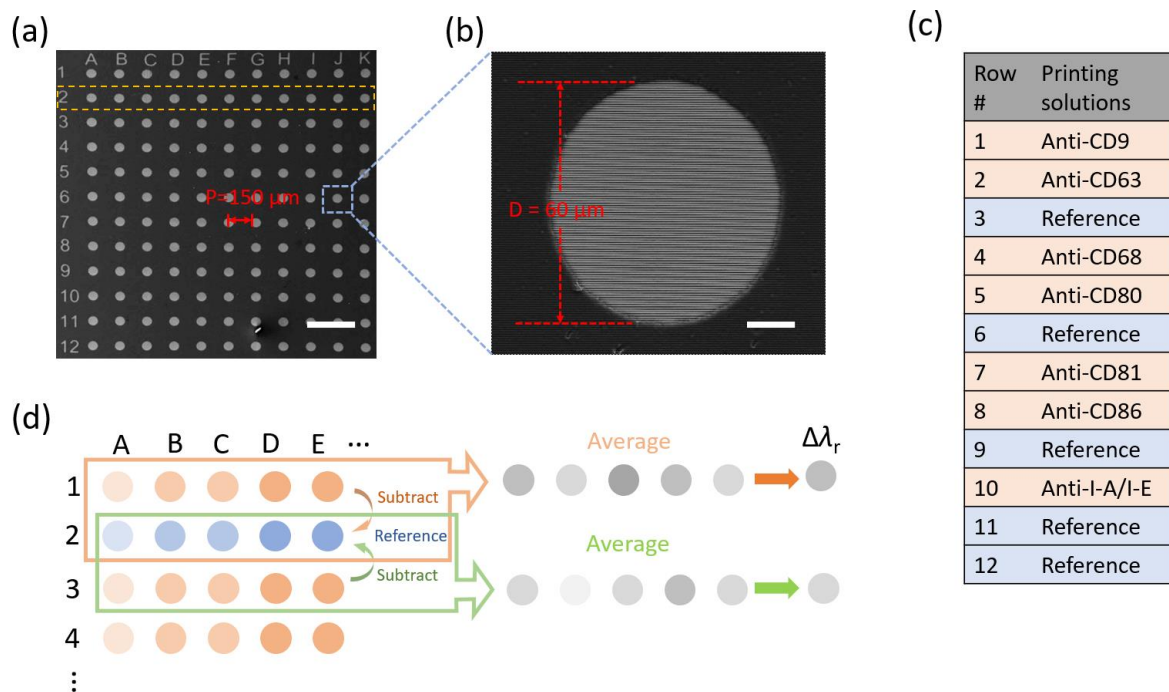 (a)
A B C D E F G H I J K
1
2
3
4
5
6
7
8
9
10
11
12
P=150 μm
(b)
D = 60 μm
(c)
Row # Printing solutions
1 Anti-CD9
2 Anti-CD63
3 Reference
4 Anti-CD68
5 Anti-CD80
6 Reference
7 Anti-CD81
8 Anti-CD86
9 Reference
10 Anti-I-A/I-E
11 Reference
12 Reference
(d)
A B C D E ...
1
2
3
4
⋮
Subtract
Reference
Subtract
Average
Δλr
Average